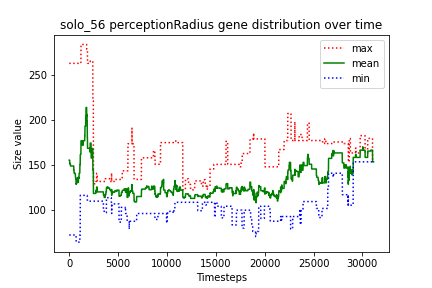 solo_56 perceptionRadius gene distribution over time
max
mean
min
Size value
250
200
150
100
0
5000
10000
15000
20000
25000
30000
Timesteps